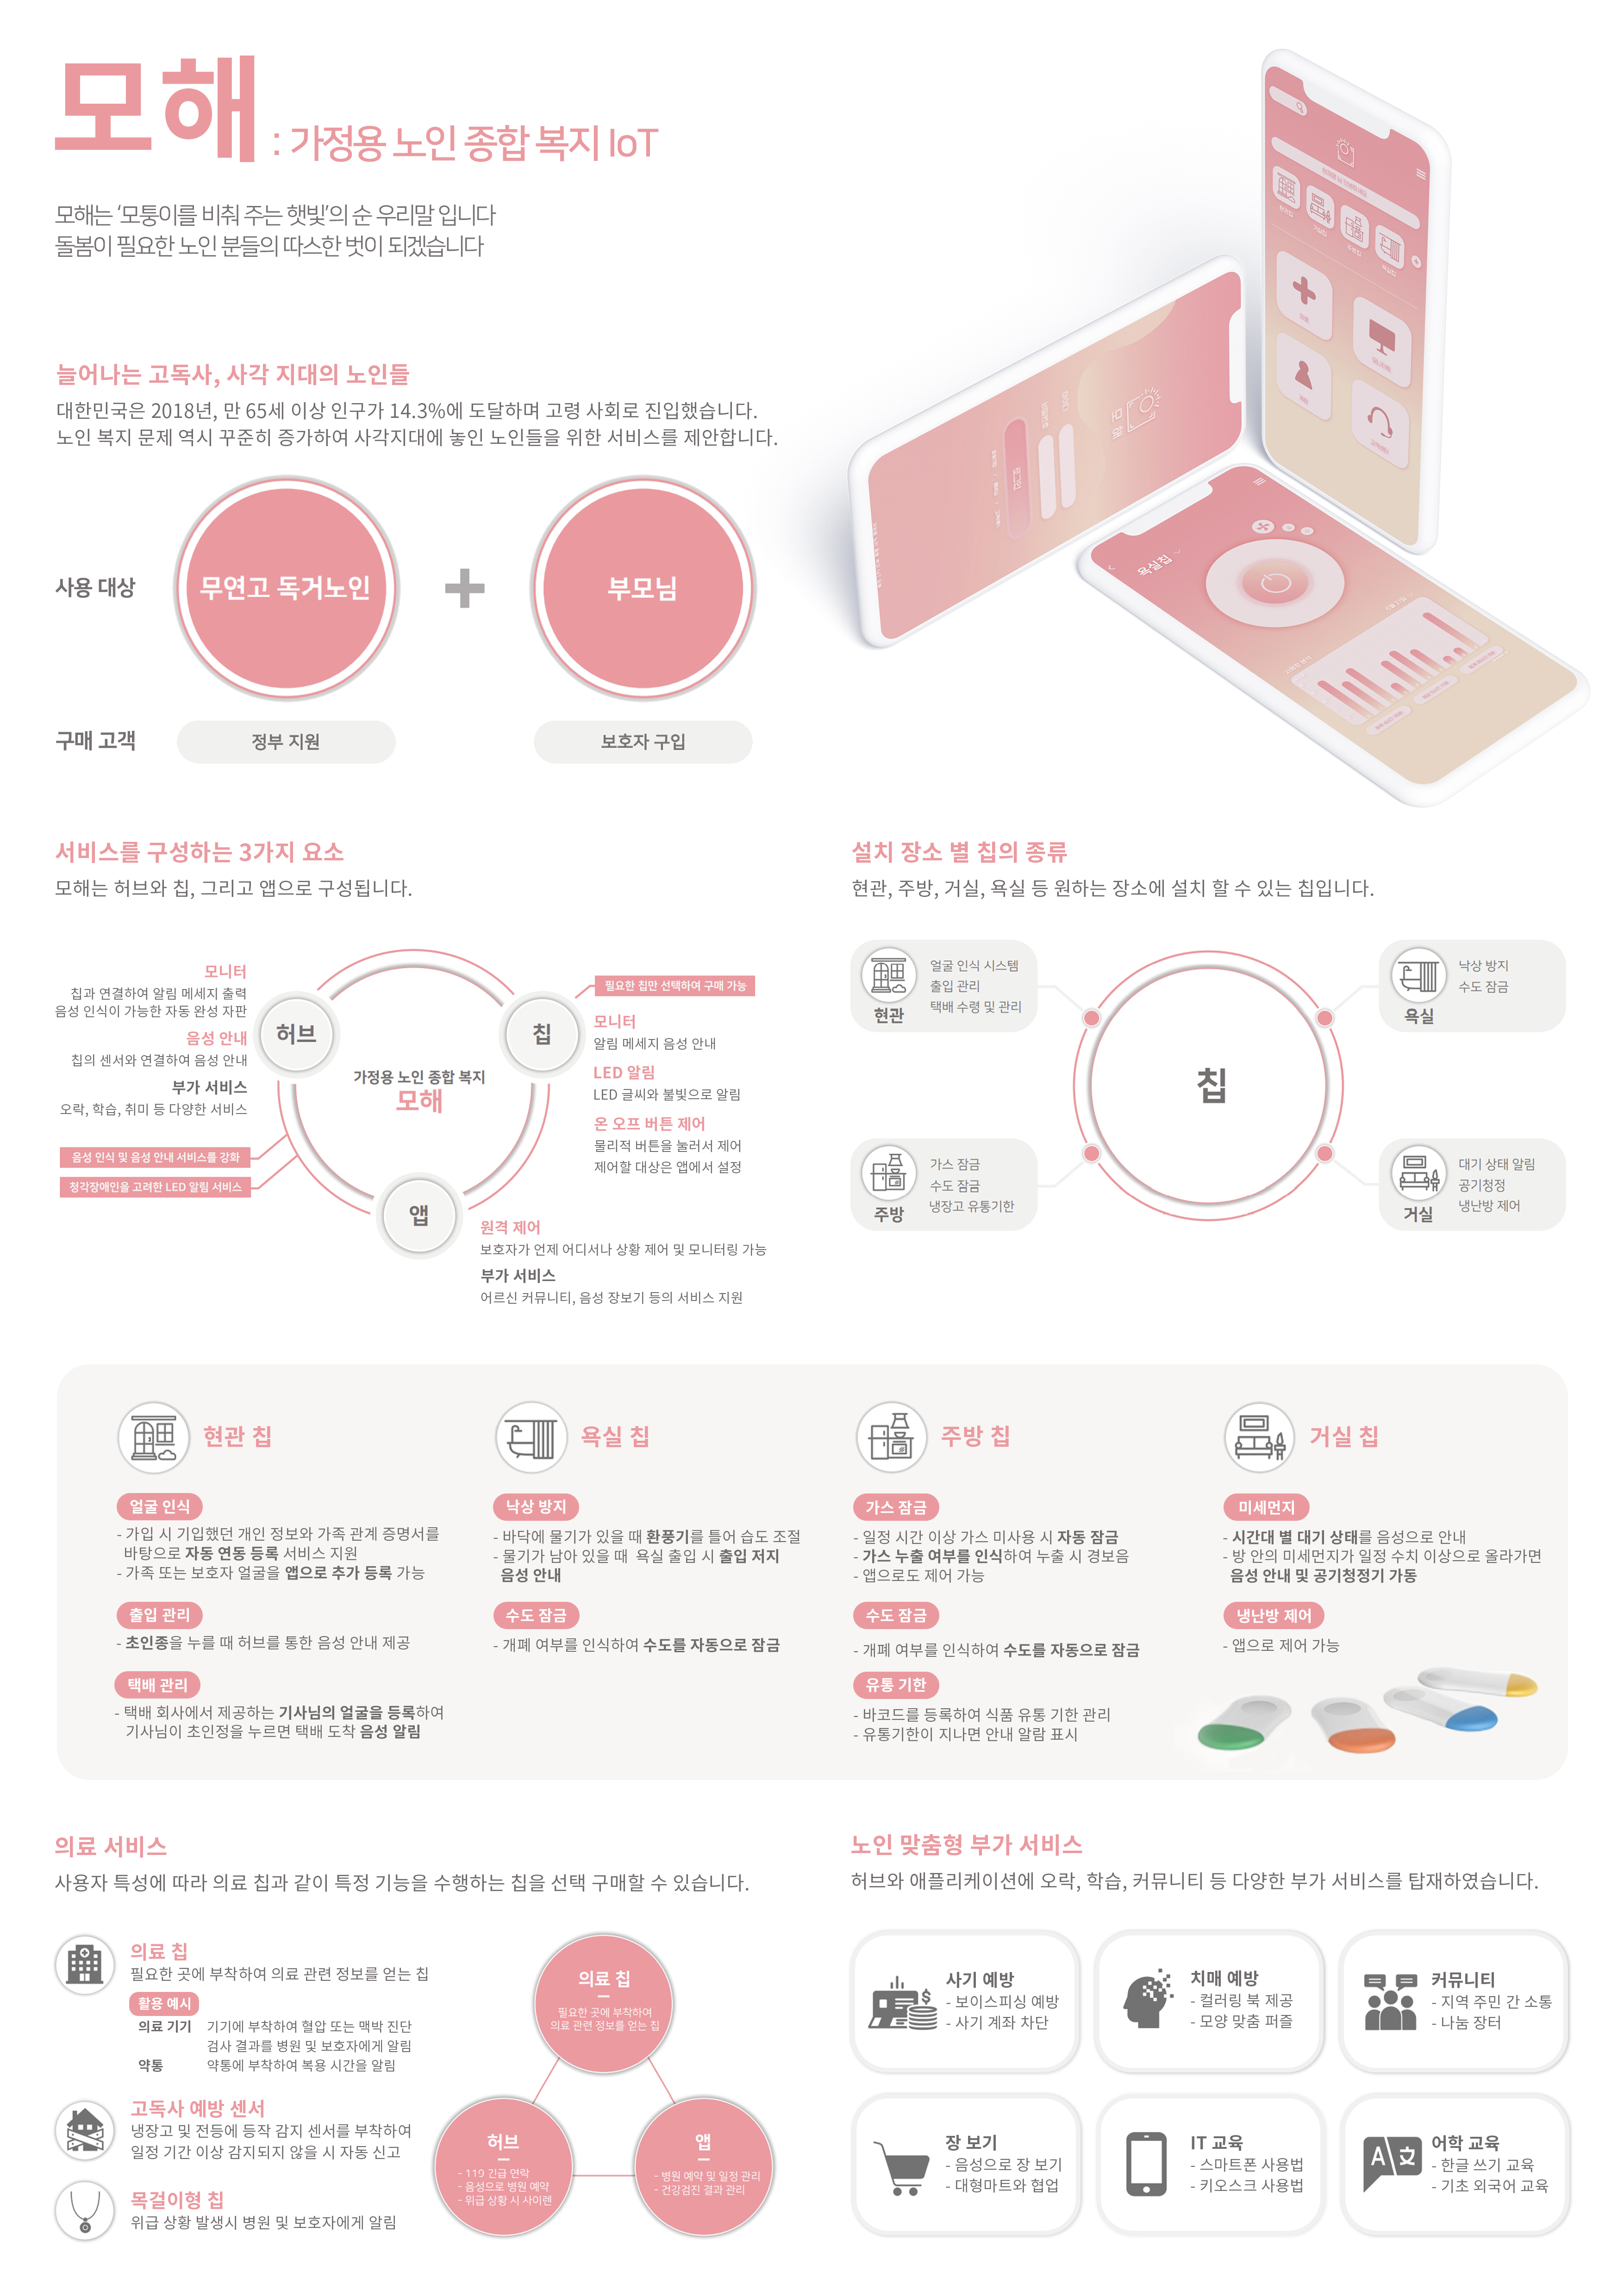 모해 : 가정용 노인 종합 복지 IoT
모해는 ‘모퉁이를 비춰 주는 햇빛’의 순 우리말 입니다
돌봄이 필요한 노인 분들의 따스한 벗이 되겠습니다
늘어나는 고독사, 사각 지대의 노인들
대한민국은 2018년, 만 65세 이상 인구가 14.3%에 도달하며 고령 사회로 진입했습니다.
노인 복지 문제 역시 꾸준히 증가하여 사각지대에 놓인 노인들을 위한 서비스를 제안합니다.
사용 대상
무연고 독거노인
부모님
구매 고객
정부 지원
보호자 구입
욕실칩
서비스를 구성하는 3가지 요소
모해는 허브와 칩, 그리고 앱으로 구성됩니다.
허브
모니터
칩과 연결하여 알림 메세지 출력
음성 인식이 가능한 자동 완성 자판
음성 안내
칩의 센서와 연결하여 음성 안내
부가 서비스
오락, 학습, 취미 등 다양한 서비스
음성 인식 및 음성 안내 서비스를 강화
청각장애인을 고려한 LED 알림 서비스
가정용 노인 종합 복지
모해
칩
필요한 칩만 선택하여 구매 가능
모니터
알림 메세지 음성 안내
LED 알림
LED 글씨와 불빛으로 알림
온 오프 버튼 제어
물리적 버튼을 눌러서 제어
제어할 대상은 앱에서 설정
앱
원격 제어
보호자가 언제 어디서나 상황 제어 및 모니터링 가능
부가 서비스
어르신 커뮤니티, 음성 장보기 등의 서비스 지원
설치 장소 별 칩의 종류
현관, 주방, 거실, 욕실 등 원하는 장소에 설치 할 수 있는 칩입니다.
현관
얼굴 인식 시스템
출입 관리
택배 수령 및 관리
욕실
낙상 방지
수도 잠금
칩
주방
가스 잠금
수도 잠금
냉장고 유통기한
거실
대기 상태 알림
공기청정
냉난방 제어
현관 칩
얼굴 인식
- 가입 시 기입했던 개인 정보와 가족 관계 증명서를
바탕으로 자동 연동 등록 서비스 지원
- 가족 또는 보호자 얼굴을 앱으로 추가 등록 가능
출입 관리
- 초인종을 누를 때 허브를 통한 음성 안내 제공
택배 관리
- 택배 회사에서 제공하는 기사님의 얼굴을 등록하여
기사님이 초인정을 누르면 택배 도착 음성 알림
욕실 칩
낙상 방지
- 바닥에 물기가 있을 때 환풍기를 틀어 습도 조절
- 물기가 남아 있을 때 욕실 출입 시 출입 저지
음성 안내
수도 잠금
- 개폐 여부를 인식하여 수도를 자동으로 잠금
주방 칩
가스 잠금
- 일정 시간 이상 가스 미사용 시 자동 잠금
- 가스 누출 여부를 인식하여 누출 시 경보음
- 앱으로도 제어 가능
수도 잠금
- 개폐 여부를 인식하여 수도를 자동으로 잠금
유통 기한
- 바코드를 등록하여 식품 유통 기한 관리
- 유통기한이 지나면 안내 알람 표시
거실 칩
미세먼지
- 시간대 별 대기 상태를 음성으로 안내
- 방 안의 미세먼지가 일정 수치 이상으로 올라가면
음성 안내 및 공기청정기 가동
냉난방 제어
- 앱으로 제어 가능
의료 서비스
사용자 특성에 따라 의료 칩과 같이 특정 기능을 수행하는 칩을 선택 구매할 수 있습니다.
의료 칩
필요한 곳에 부착하여 의료 관련 정보를 얻는 칩
활용 예시
의료 기기 기기에 부착하여 혈압 또는 맥박 진단
검사 결과를 병원 및 보호자에게 알림
약통 약통에 부착하여 복용 시간을 알림
고독사 예방 센서
냉장고 및 전등에 등작 감지 센서를 부착하여
일정 기간 이상 감지되지 않을 시 자동 신고
목걸이형 칩
위급 상황 발생시 병원 및 보호자에게 알림
의료 칩
필요한 곳에 부착하여
의료 관련 정보를 얻는 칩
허브
- 119 긴급 연락
- 음성으로 병원 예약
- 위급 상황 시 사이렌
앱
- 병원 예약 및 일정 관리
- 건강검진 결과 관리
노인 맞춤형 부가 서비스
허브와 애플리케이션에 오락, 학습, 커뮤니티 등 다양한 부가 서비스를 탑재하였습니다.
사기 예방
- 보이스피싱 예방
- 사기 계좌 차단
치매 예방
- 컬러링 북 제공
- 모양 맞춤 퍼즐
커뮤니티
- 지역 주민 간 소통
- 나눔 장터
장 보기
- 음성으로 장 보기
- 대형마트와 협업
IT 교육
- 스마트폰 사용법
- 키오스크 사용법
어학 교육
- 한글 쓰기 교육
- 기초 외국어 교육